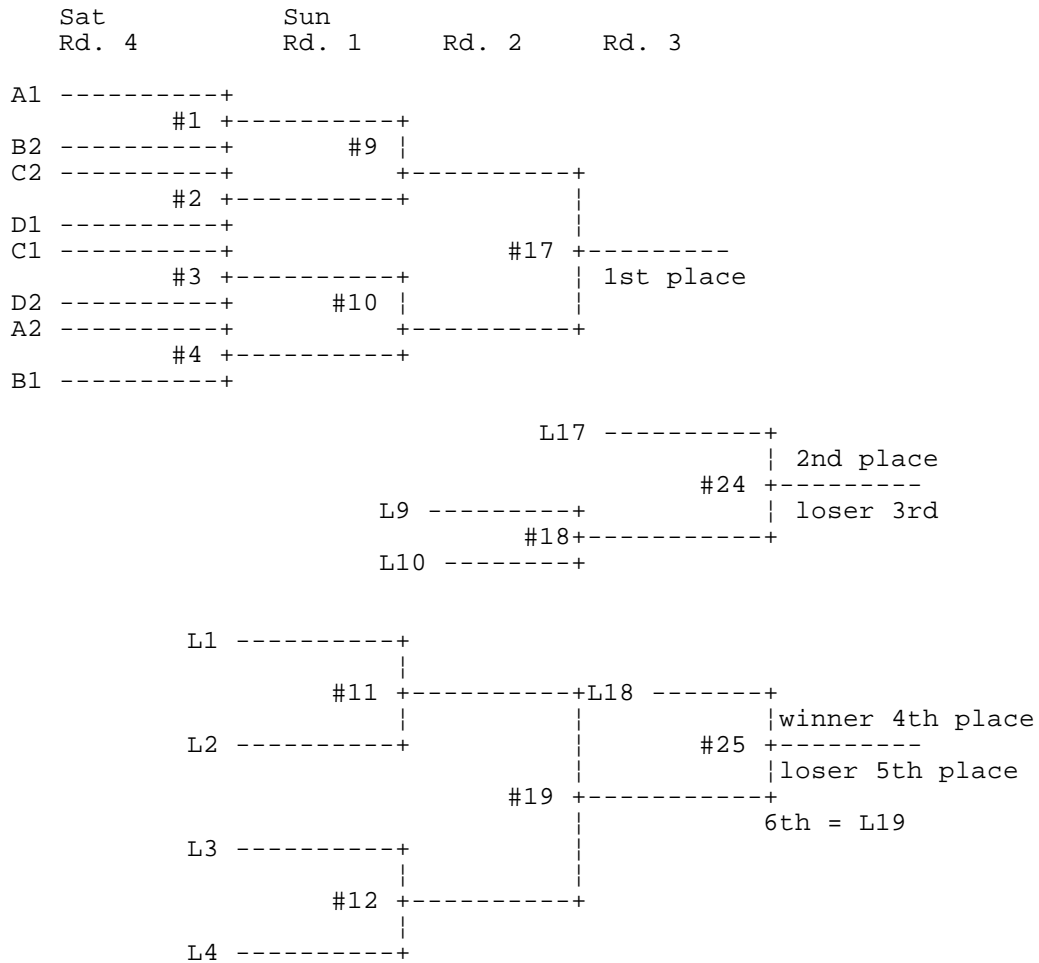 Sat Sun
Rd. 4 Rd. 1 Rd. 2 Rd. 3
A1 ----------+
#1 +----------+
B2 ----------+ #9 ¦
C2 ----------+ +----------+
#2 +----------+ ¦
D1 ----------+ ¦
C1 ----------+ #17 +---------
#3 +----------+ ¦ 1st place
D2 ----------+ #10 ¦ ¦
A2 ----------+ +----------+
#4 +----------+
B1 ----------+
L17 ----------+
¦ 2nd place
#24 +---------
L9 ---------+ ¦ loser 3rd
#18+-----------+
L10 --------+
L1 ----------+
¦
#11 +----------+L18 -------+
¦ ¦ ¦winner 4th place
L2 ----------+ ¦ #25 +---------
¦ ¦loser 5th place
#19 +-----------+
¦ 6th = L19
L3 ----------+ ¦
¦ ¦
#12 +----------+
¦
L4 ----------+